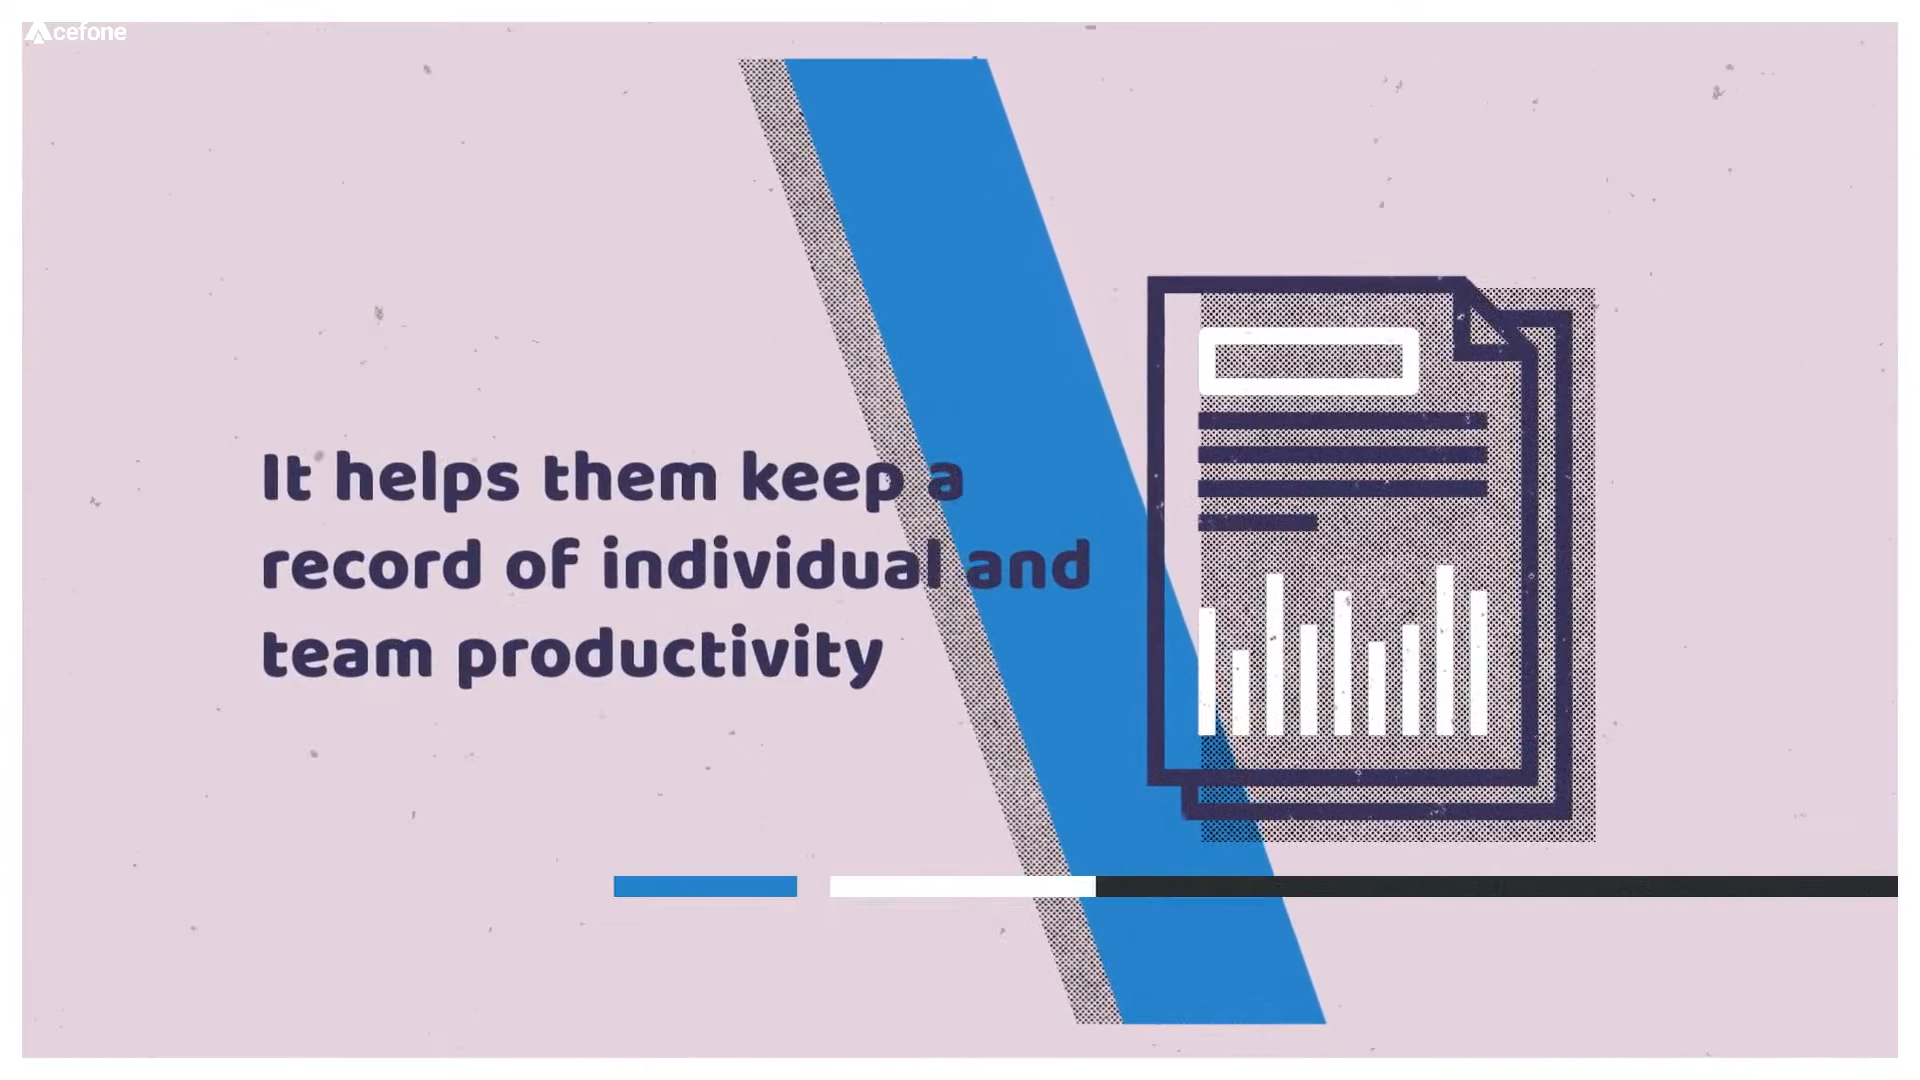 Acefone
It helps them keep a
record of individual and
team productivity